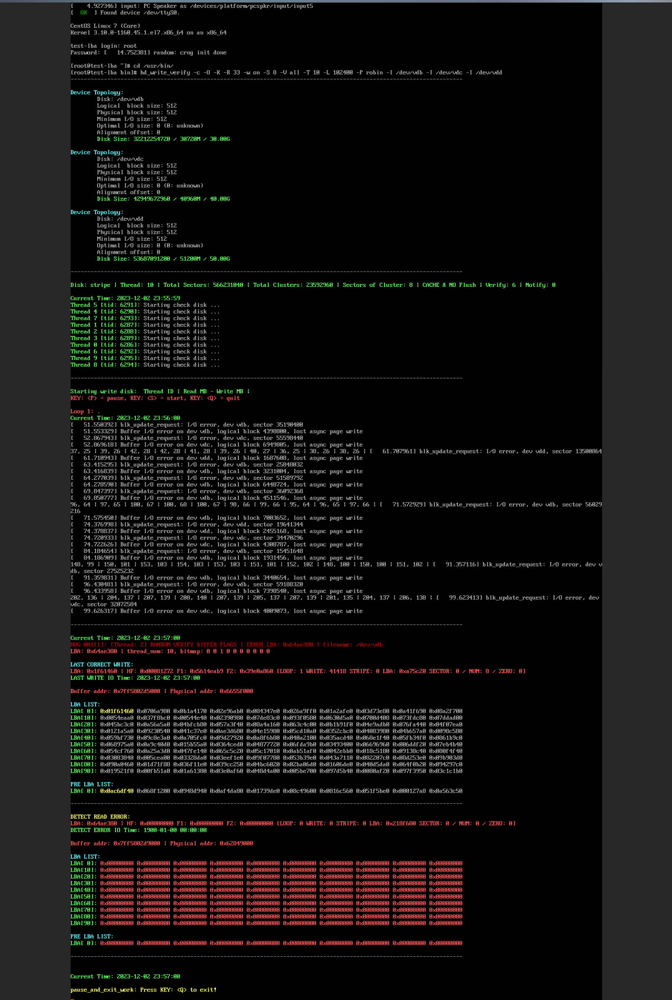 [    4.927346] input: PC Speaker as /devices/platform/pcspkr/input/input5
[  OK  ] Found device /dev/ttyS0.
CentOS Linux 7 (Core)
Kernel 3.10.0-1160.45.1.el7.x86_64 on an x86_64
test-lba login: root
Password: [   14.752381] random: crng init done
[root@test-lba ~]# cd /usr/bin/
[root@test-lba bin]# hd_write_verify -c -O -K -R 33 -w on -S 8 -V all -T 10 -L 102400 -P robin -I /dev/vdb -I /dev/vdc -I /dev/vdd
----------------------------------------------------------------------------------------------------------------------
Device Topology:
Disk: /dev/vdb
Logical  block size: 512
Physical block size: 512
Minimum I/O size: 512
Optimal I/O size: 0 (0: unknown)
Alignment offset: 0
Disk Size: 32212254720 / 30720M / 30.00G
Device Topology:
Disk: /dev/vdc
Logical  block size: 512
Physical block size: 512
Minimum I/O size: 512
Optimal I/O size: 0 (0: unknown)
Alignment offset: 0
Disk Size: 42949672960 / 40960M / 40.00G
Device Topology:
Disk: /dev/vdd
Logical  block size: 512
Physical block size: 512
Minimum I/O size: 512
Optimal I/O size: 0 (0: unknown)
Alignment offset: 0
Disk Size: 53687091200 / 51200M / 50.00G
----------------------------------------------------------------------------------------------------------------------
Disk: stripe | Thread: 10 | Total Sectors: 566231040 | Total Clusters: 23592960 | Sectors of Cluster: 8 | CACHE & NO Flush | Verify: 6 | Notify: 0
Current Time: 2023-12-02 23:55:59
Thread 5 [tid: 6291]: Starting check disk ...
Thread 4 [tid: 6290]: Starting check disk ...
Thread 7 [tid: 6293]: Starting check disk ...
Thread 1 [tid: 6287]: Starting check disk ...
Thread 2 [tid: 6288]: Starting check disk ...
Thread 3 [tid: 6289]: Starting check disk ...
Thread 0 [tid: 6286]: Starting check disk ...
Thread 6 [tid: 6292]: Starting check disk ...
Thread 9 [tid: 6295]: Starting check disk ...
Thread 8 [tid: 6294]: Starting check disk ...
----------------------------------------------------------------------------------------------------------------------
Starting write disk:  Thread ID | Read MB - Write MB |
KEY: <P> = pause, KEY: <S> = start, KEY: <Q> = quit
Loop 1: .
Current Time: 2023-12-02 23:56:00
[   51.550392] blk_update_request: I/O error, dev vdb, sector 35190400
[   51.553329] Buffer I/O error on dev vdb, logical block 4398800, lost async page write
[   52.867943] blk_update_request: I/O error, dev vdc, sector 55598440
[   52.869618] Buffer I/O error on dev vdc, logical block 6949805, lost async page write
37, 25 | 39, 26 | 42, 28 | 42, 28 | 41, 28 | 39, 26 | 40, 27 | 36, 25 | 38, 26 | 38, 26 | [   61.707961] blk_update_request: I/O error, dev vdd, sector 13500864
[   61.710943] Buffer I/O error on dev vdd, logical block 1687608, lost async page write
[   63.415295] blk_update_request: I/O error, dev vdb, sector 25848032
[   63.416839] Buffer I/O error on dev vdb, logical block 3231004, lost async page write
[   64.277039] blk_update_request: I/O error, dev vdb, sector 51589792
[   64.278590] Buffer I/O error on dev vdb, logical block 6448724, lost async page write
[   69.847397] blk_update_request: I/O error, dev vdb, sector 36092368
[   69.850777] Buffer I/O error on dev vdb, logical block 4511546, lost async page write
96, 64 | 97, 65 | 100, 67 | 100, 68 | 100, 67 | 98, 66 | 99, 66 | 95, 64 | 96, 65 | 97, 66 | [   71.572929] blk_update_request: I/O error, dev vdb, sector 56029
216
[   71.575450] Buffer I/O error on dev vdb, logical block 7003652, lost async page write
[   74.376998] blk_update_request: I/O error, dev vdd, sector 19641344
[   74.378837] Buffer I/O error on dev vdd, logical block 2455168, lost async page write
[   74.720933] blk_update_request: I/O error, dev vdc, sector 34470296
[   74.722626] Buffer I/O error on dev vdc, logical block 4308787, lost async page write
[   84.184654] blk_update_request: I/O error, dev vdb, sector 15451648
[   84.186909] Buffer I/O error on dev vdb, logical block 1931456, lost async page write
148, 99 | 150, 101 | 153, 103 | 154, 103 | 153, 103 | 151, 101 | 152, 102 | 148, 100 | 150, 100 | 151, 102 | [   91.357116] blk_update_request: I/O error, dev v
db, sector 27525232
[   91.359831] Buffer I/O error on dev vdb, logical block 3440654, lost async page write
[   96.430481] blk_update_request: I/O error, dev vdb, sector 59188320
[   96.433958] Buffer I/O error on dev vdb, logical block 7398540, lost async page write
202, 136 | 204, 137 | 207, 139 | 208, 140 | 207, 139 | 205, 137 | 207, 139 | 201, 135 | 204, 137 | 206, 138 | [   99.623413] blk_update_request: I/O error, dev
vdc, sector 32072584
[   99.626317] Buffer I/O error on dev vdc, logical block 4009073, lost async page write
----------------------------------------------------------------------------------------------------------------------
Current Time: 2023-12-02 23:57:00
BUG 001[1]: [Thread: 2] RANDOM VERIFY DIFFER FLAGS | ERROR LBA: 0x64ae380 | filename: /dev/vdb
LBA: 0x64ae380 | thread_num: 10, bitmap: 0 0 1 0 0 0 0 0 0 0
LAST CORRECT WRITE:
LBA: 0x1f61460 | HF: 0x00081272 F1: 0x5614eab9 F2: 0x39e0a860 [LOOP: 1 WRITE: 41418 STRIPE: 0 LBA: 0xa75c20 SECTOR: 0 / NUM: 8 / ZERO: 0]
LAST WRITE IO Time: 2023-12-02 23:57:00
Buffer addr: 0x7ff5802d5000 | Physical addr: 0x6655f000
LBA LIST:
LBA[ 0]: 0x01f61460 0x0706a980 0x0b1a4170 0x02e96ab0 0x084347e0 0x026a9ff0 0x01a2afe0 0x03d73e80 0x0a41f690 0x08a2f700
LBA[10]: 0x0054eaa0 0x037f8bc0 0x00544e40 0x02390980 0x07de83c0 0x093f0580 0x0630d5a0 0x0700d408 0x073fdc80 0x07ddad00
LBA[20]: 0x045bc3c0 0x0a56a5a0 0x04bfcb80 0x057a3f40 0x08a4a160 0x063c4c00 0x0b1b91f0 0x04e9adb0 0x076fa440 0x04f07ea0
LBA[30]: 0x0121a5a0 0x09230540 0x041c37e0 0x0ae3d680 0x04e15980 0x05cd10a0 0x0352cbc0 0x04083980 0x04b657a0 0x0098c580
LBA[40]: 0x059bf730 0x09c8e3a0 0x0a705fc0 0x09d27920 0x0a8f6b80 0x040a2100 0x035acd40 0x068e1f40 0x05fb34f0 0x0861b9c0
LBA[50]: 0x068975a0 0x0a9c40d0 0x015b55a0 0x0364ced0 0x04877720 0x06fda9b0 0x03493400 0x06696960 0x006ddf20 0x07eb4b40
LBA[60]: 0x054cf760 0x0a25a3d0 0x047fe140 0x065c5c20 0x05c17010 0x0ab51af0 0x0042ebb0 0x018c5180 0x09138c40 0x080f4f40
LBA[70]: 0x03083840 0x005cea00 0x03328da0 0x03eef1e0 0x09f07780 0x053b39e0 0x043a7110 0x082207c0 0x08d253e0 0x09b903d0
LBA[80]: 0x090a0460 0x01d71f88 0x036f11e0 0x039cc250 0x04bc6020 0x02ba06d0 0x01606de0 0x040d5da0 0x064f0b20 0x094297c0
LBA[90]: 0x019521f0 0x00fb51a0 0x01a61380 0x03e0af60 0x048d4a00 0x005be700 0x097d5b40 0x0080af20 0x097f3950 0x03c1c1b0
PRE LBA LIST:
LBA[ 0]: 0x0ac6df40 0x068f1200 0x0948d940 0x0af4da80 0x01739de0 0x08c49600 0x0816c560 0x051f5be0 0x000127a8 0x0a563c50
----------------------------------------------------------------------------------------------------------------------
DETECT READ ERROR:
LBA: 0x64ae380 | HF: 0x00000000 F1: 0x00000000 F2: 0x00000000 [LOOP: 0 WRITE: 0 STRIPE: 0 LBA: 0x218f680 SECTOR: 0 / NUM: 0 / ZERO: 0]
DETECT ERROR IO Time: 1900-01-00 00:00:00
Buffer addr: 0x7ff5802d9000 | Physical addr: 0x62849000
LBA LIST:
LBA[ 0]: 0x00000000 0x00000000 0x00000000 0x00000000 0x00000000 0x00000000 0x00000000 0x00000000 0x00000000 0x00000000
LBA[10]: 0x00000000 0x00000000 0x00000000 0x00000000 0x00000000 0x00000000 0x00000000 0x00000000 0x00000000 0x00000000
LBA[20]: 0x00000000 0x00000000 0x00000000 0x00000000 0x00000000 0x00000000 0x00000000 0x00000000 0x00000000 0x00000000
LBA[30]: 0x00000000 0x00000000 0x00000000 0x00000000 0x00000000 0x00000000 0x00000000 0x00000000 0x00000000 0x00000000
LBA[40]: 0x00000000 0x00000000 0x00000000 0x00000000 0x00000000 0x00000000 0x00000000 0x00000000 0x00000000 0x00000000
LBA[50]: 0x00000000 0x00000000 0x00000000 0x00000000 0x00000000 0x00000000 0x00000000 0x00000000 0x00000000 0x00000000
LBA[60]: 0x00000000 0x00000000 0x00000000 0x00000000 0x00000000 0x00000000 0x00000000 0x00000000 0x00000000 0x00000000
LBA[70]: 0x00000000 0x00000000 0x00000000 0x00000000 0x00000000 0x00000000 0x00000000 0x00000000 0x00000000 0x00000000
LBA[80]: 0x00000000 0x00000000 0x00000000 0x00000000 0x00000000 0x00000000 0x00000000 0x00000000 0x00000000 0x00000000
LBA[90]: 0x00000000 0x00000000 0x00000000 0x00000000 0x00000000 0x00000000 0x00000000 0x00000000 0x00000000 0x00000000
PRE LBA LIST:
LBA[ 0]: 0x00000000 0x00000000 0x00000000 0x00000000 0x00000000 0x00000000 0x00000000 0x00000000 0x00000000 0x00000000
----------------------------------------------------------------------------------------------------------------------
Current Time: 2023-12-02 23:57:00
pause_and_exit_work: Press KEY: <Q> to exit!